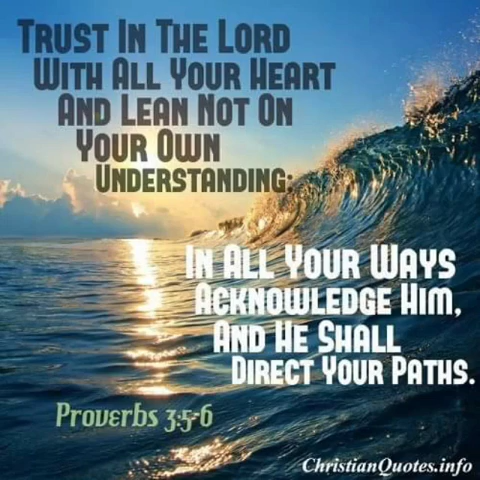 Trust In The Lord
With All Your Heart
And Lean Not On
Your Own
Understanding:
In All Your Ways
Acknowledge Him,
And He Shall
Direct Your Paths.
Proverbs 3:5-6
ChristianQuotes.info